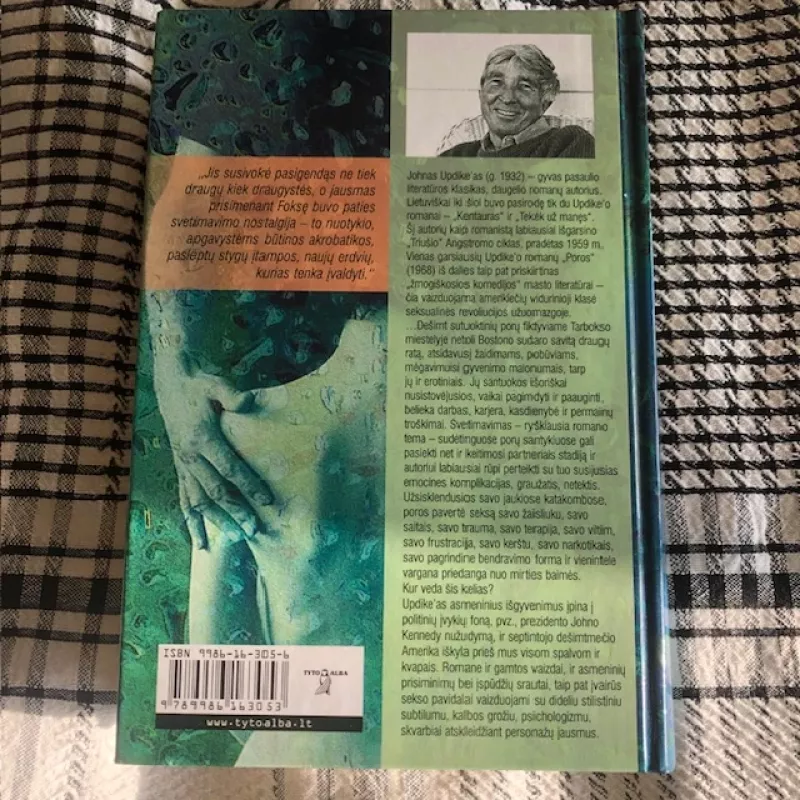 „Jis susivokė pasigendąs ne tiek
draugų kiek draugystės, o jausmas
prisimenant Foksę buvo paties
svetimavimo nostalgija – to nuotykio,
apgavystėms būtinos akrobatikos,
paslėptų stygų įtampos, naujų erdvių,
kurias tenka įvaldyti.“
Johnas Updike'as (g. 1932) – gyvas pasaulio
literatūros klasikas, daugelio romanų autorius.
Lietuviškai iki šiol buvo pasirodę tik du Updike'o
romanai – „Kentauras“ ir „Tekėk už manęs“.
Šį autorių kaip romanistą labiausiai išgarsino
„Triušio“ Angstromo ciklas, pradėtas 1959 m.
Vienas garsiausių Updike'o romanų „Poros“
(1968) iš dalies taip pat priskirtinas
„žmogiškosios komedijos“ masto literatūrai –
čia vaizduojama amerikiečių vidurinioji klasė
seksualinės revoliucijos užuomazgoje.
...Dešimt sutuoktinių porų fiktyviame Tarbokso
miestelyje netoli Bostono sudaro savitą draugų
ratą, atsidavusį žaidimams, piobūviams,
mėgavimuisi gyvenimo malonumais, tarp
jų ir erotiniais. Jų santuokos išoriškai
nusistovėjusios, vaikai pagimdyti ir paauginti,
belieka darbas, karjera, kasdienybė ir permainų
troškimai. Svetimavimas – ryškiausia romano
tema – sudėtinguose porų santykiuose gali
pasiekti net ir keitimosi partneriais stadiją ir
autoriui labiausiai rūpi perteikti su tuo susijusias
emocines komplikacijas, graužatis, netektis.
Užsisklendusios savo jaukiose katakombose,
poros pavertė seksą savo žaisliuku, savo
saitais, savo trauma, savo terapija, savo viltim,
savo frustracija, savo kerštu, savo narkotikais,
savo pagrindine bendravimo forma ir vienintele
vargana priedanga nuo mirties baimės.
Kur veda šis kelias?
Updike'as asmeninius išgyvenimus įpina į
politinių įvykių foną, pvz., prezidento Johno
Kennedy nužudymą, ir septintojo dešimtmečio
Amerika iškyla prieš mus visom spalvom ir
kvapais. Romane ir gamtos vaizdai, ir asmeninių
prisiminimų bei įspūdžių srautai, taip pat įvairūs
sekso pavidalai vaizduojami su dideliu stilistiniu
subtilumu, kalbos grožiu, psichologizmu,
skvarbiai atskleidžiant personažų jausmus.
ISBN 9986-16-305-6
TYTO ALBA
9 789986 163053
www.tytoalba.lt